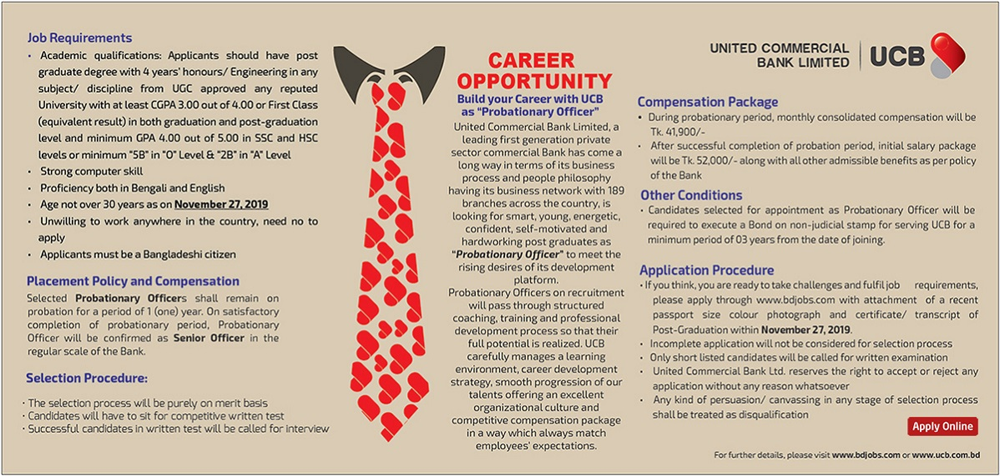 Job Requirements
• Academic qualifications: Applicants should have post
graduate degree with 4 years' honours/ Engineering in any
subject/ discipline from UGC approved any reputed
University with at least CGPA 3.00 out of 4.00 or First Class
(equivalent result) in both graduation and post-graduation
level and minimum GPA 4.00 out of 5.00 in SSC and HSC
levels or minimum "5B" in "O" Level & "2B" in "A" Level
• Strong computer skill
• Proficiency both in Bengali and English
• Age not over 30 years as on November 27, 2019
• Unwilling to work anywhere in the country, need no to
apply
• Applicants must be a Bangladeshi citizen
Placement Policy and Compensation
Selected Probationary Officers shall remain on
probation for a period of 1 (one) year. On satisfactory
completion of probationary period, Probationary
Officer will be confirmed as Senior Officer in the
regular scale of the Bank.
Selection Procedure:
• The selection process will be purely on merit basis
• Candidates will have to sit for competitive written test
• Successful candidates in written test will be called for interview
CAREER
OPPORTUNITY
Build your Career with UCB
as "Probationary Officer"
United Commercial Bank Limited, a
leading first generation private
sector commercial Bank has come a
long way in terms of its business
process and people philosophy
having its business network with 189
branches across the country, is
looking for smart, young, energetic,
confident, self-motivated and
hardworking post graduates as
"Probationary Officer" to meet the
rising desires of its development
platform.
Probationary Officers on recruitment
will pass through structured
coaching, training and professional
development process so that their
full potential is realized. UCB
carefully manages a learning
environment, career development
strategy, smooth progression of our
talents offering an excellent
organizational culture and
competitive compensation package
in a way which always match
employees' expectations.
UNITED COMMERCIAL
BANK LIMITED
UCB
Compensation Package
• During probationary period, monthly consolidated compensation will be
Tk. 41,900/-
• After successful completion of probation period, initial salary package
will be Tk. 52,000/- along with all other admissible benefits as per policy
of the Bank
Other Conditions
• Candidates selected for appointment as Probationary Officer will be
required to execute a Bond on non-judicial stamp for serving UCB for a
minimum period of 03 years from the date of joining.
Application Procedure
• If you think, you are ready to take challenges and fulfil job requirements,
please apply through www.bdjobs.com with attachment of a recent
passport size colour photograph and certificate/ transcript of
Post-Graduation within November 27, 2019.
• Incomplete application will not be considered for selection process
• Only short listed candidates will be called for written examination
• United Commercial Bank Ltd. reserves the right to accept or reject any
application without any reason whatsoever
• Any kind of persuasion/ canvassing in any stage of selection process
shall be treated as disqualification
Apply Online
For further details, please visit www.bdjobs.com or www.ucb.com.bd